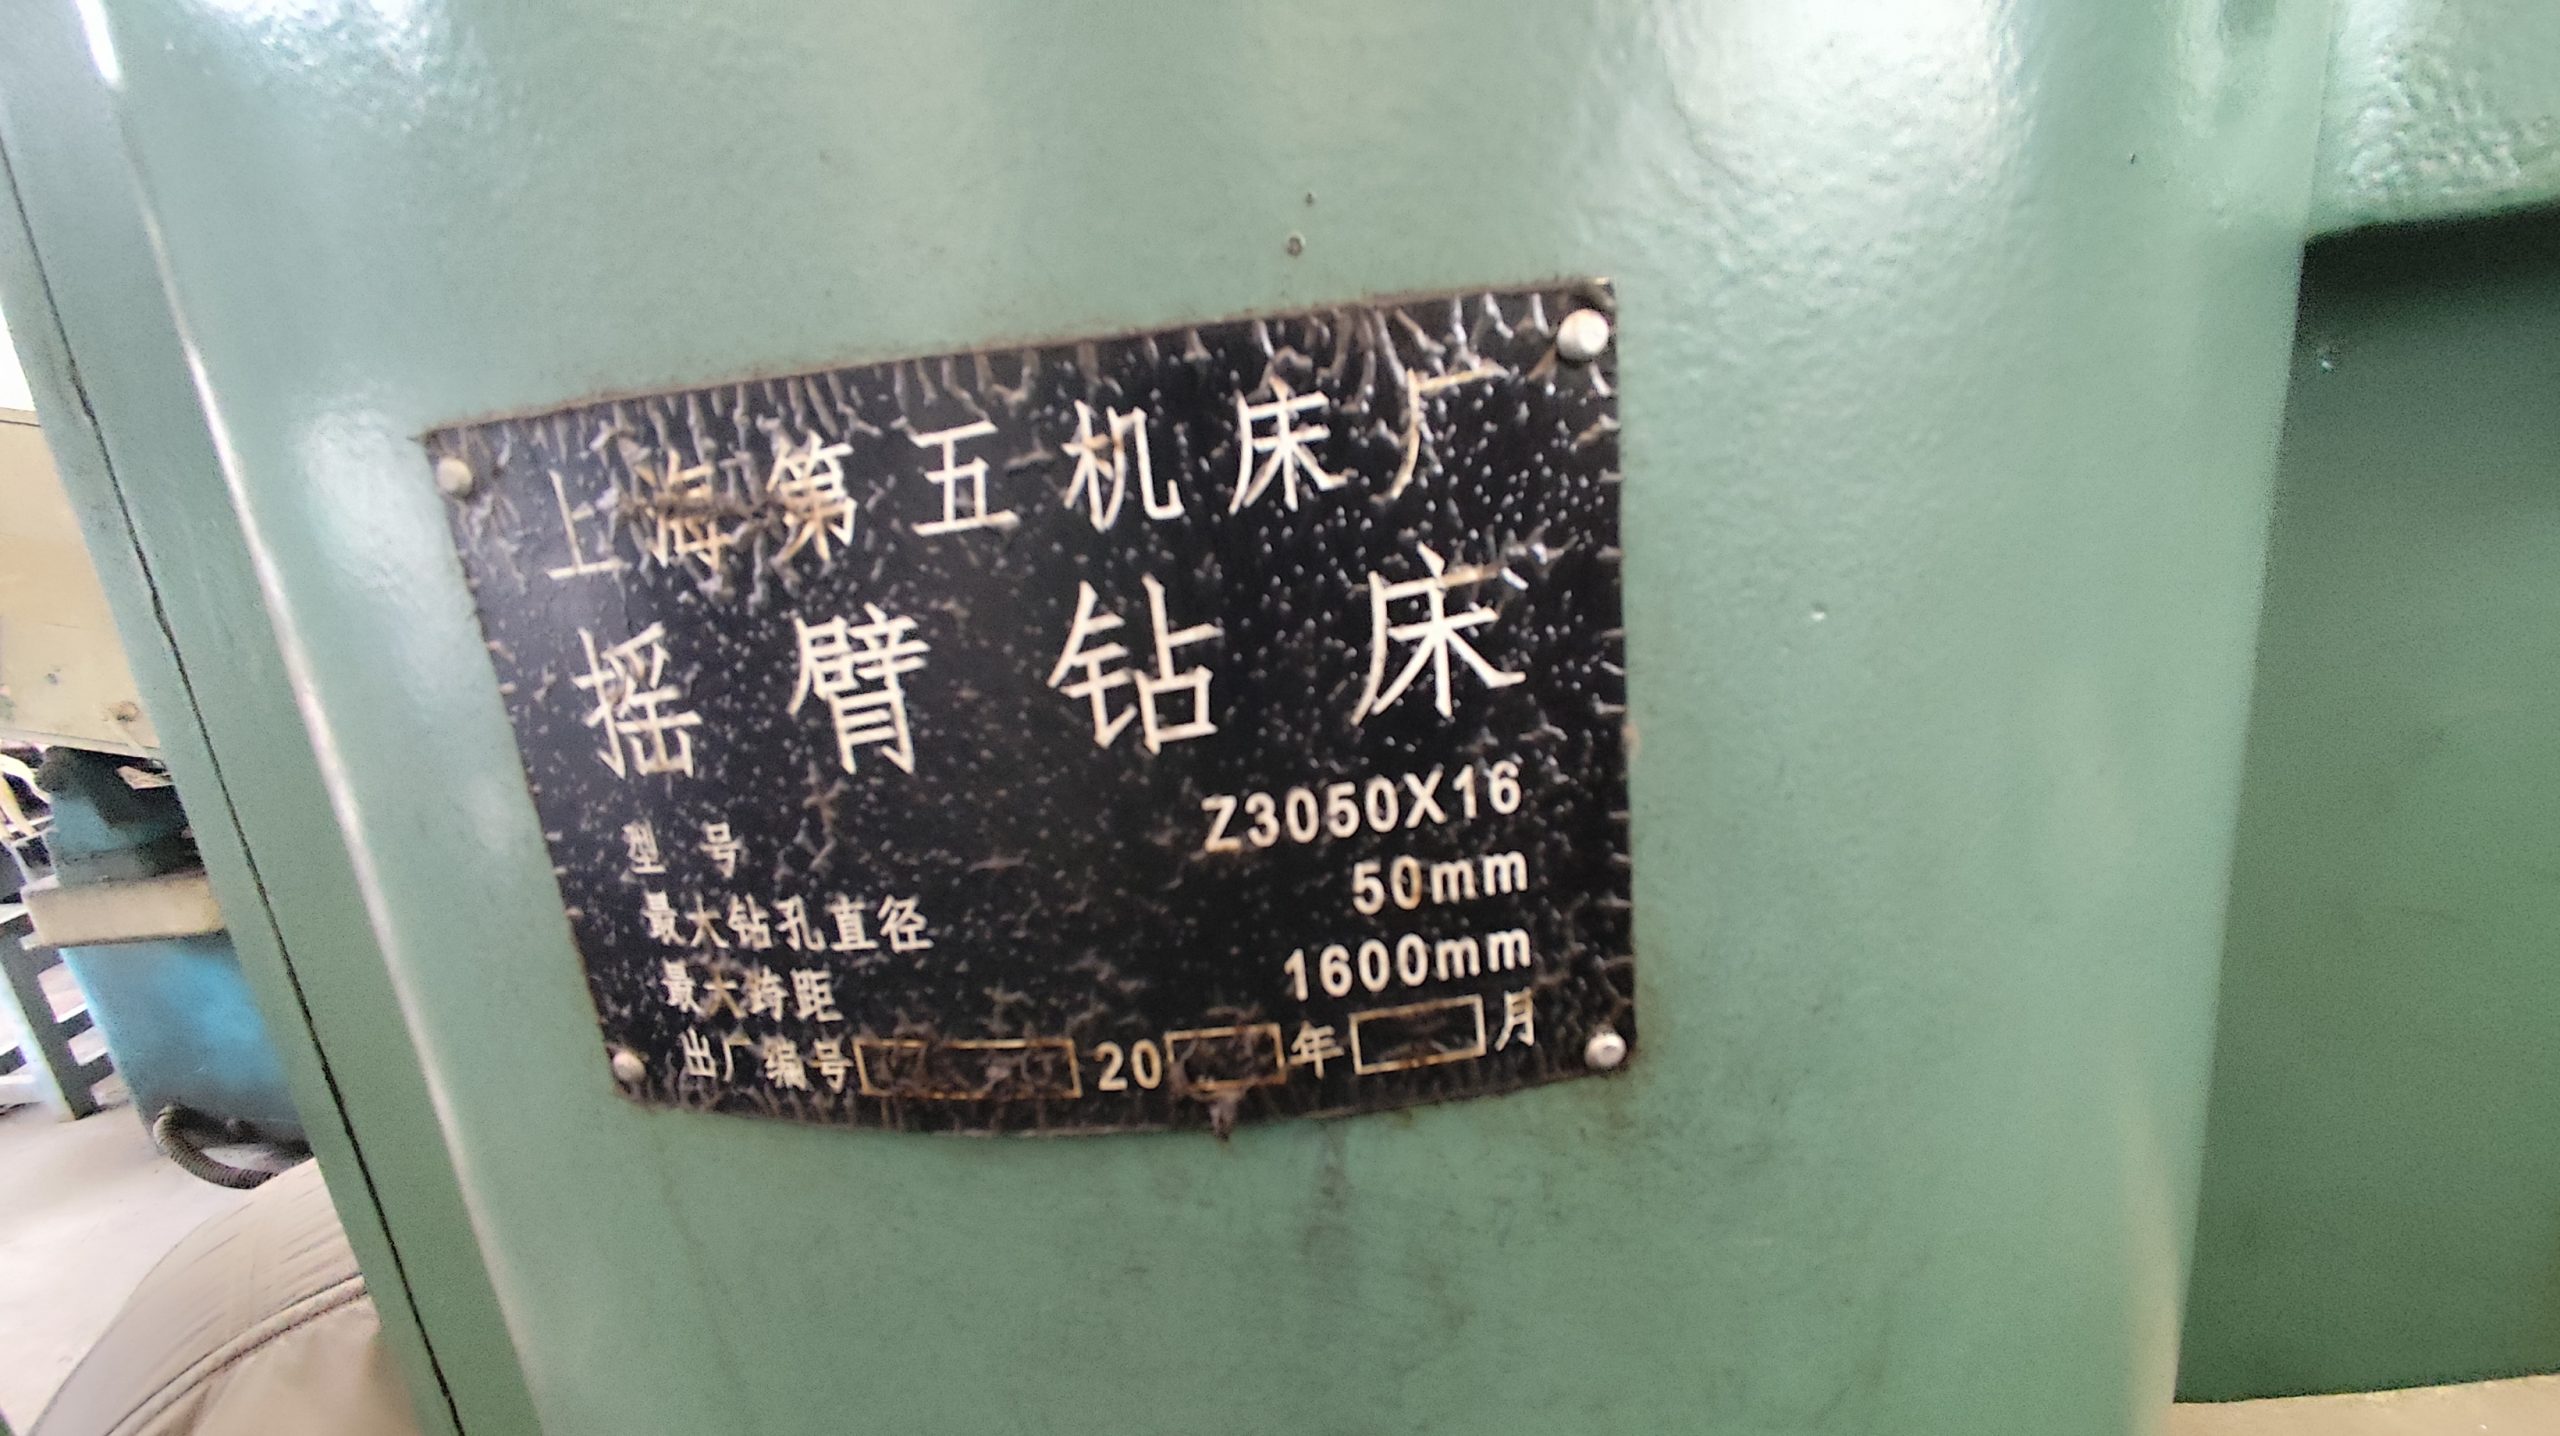 上海第五机床厂
摇臂钻床
型号 Z3050X16
最大钻孔直径 50mm
最大跨距 1600mm
出厂编号 20 年 月